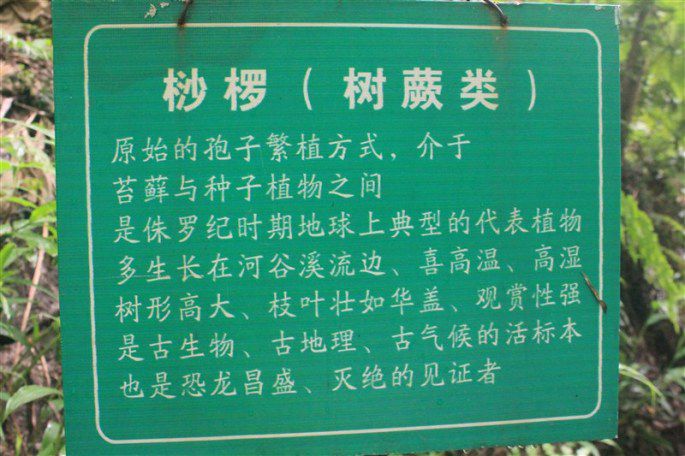 桫椤（树蕨类）
原始的孢子繁植方式，介于
苔藓与种子植物之间
是侏罗纪时期地球上典型的代表植物
多生长在河谷溪流边、喜高温、高湿
树形高大、枝叶壮如华盖、观赏性强
是古生物、古地理、古气候的活标本
也是恐龙昌盛、灭绝的见证者